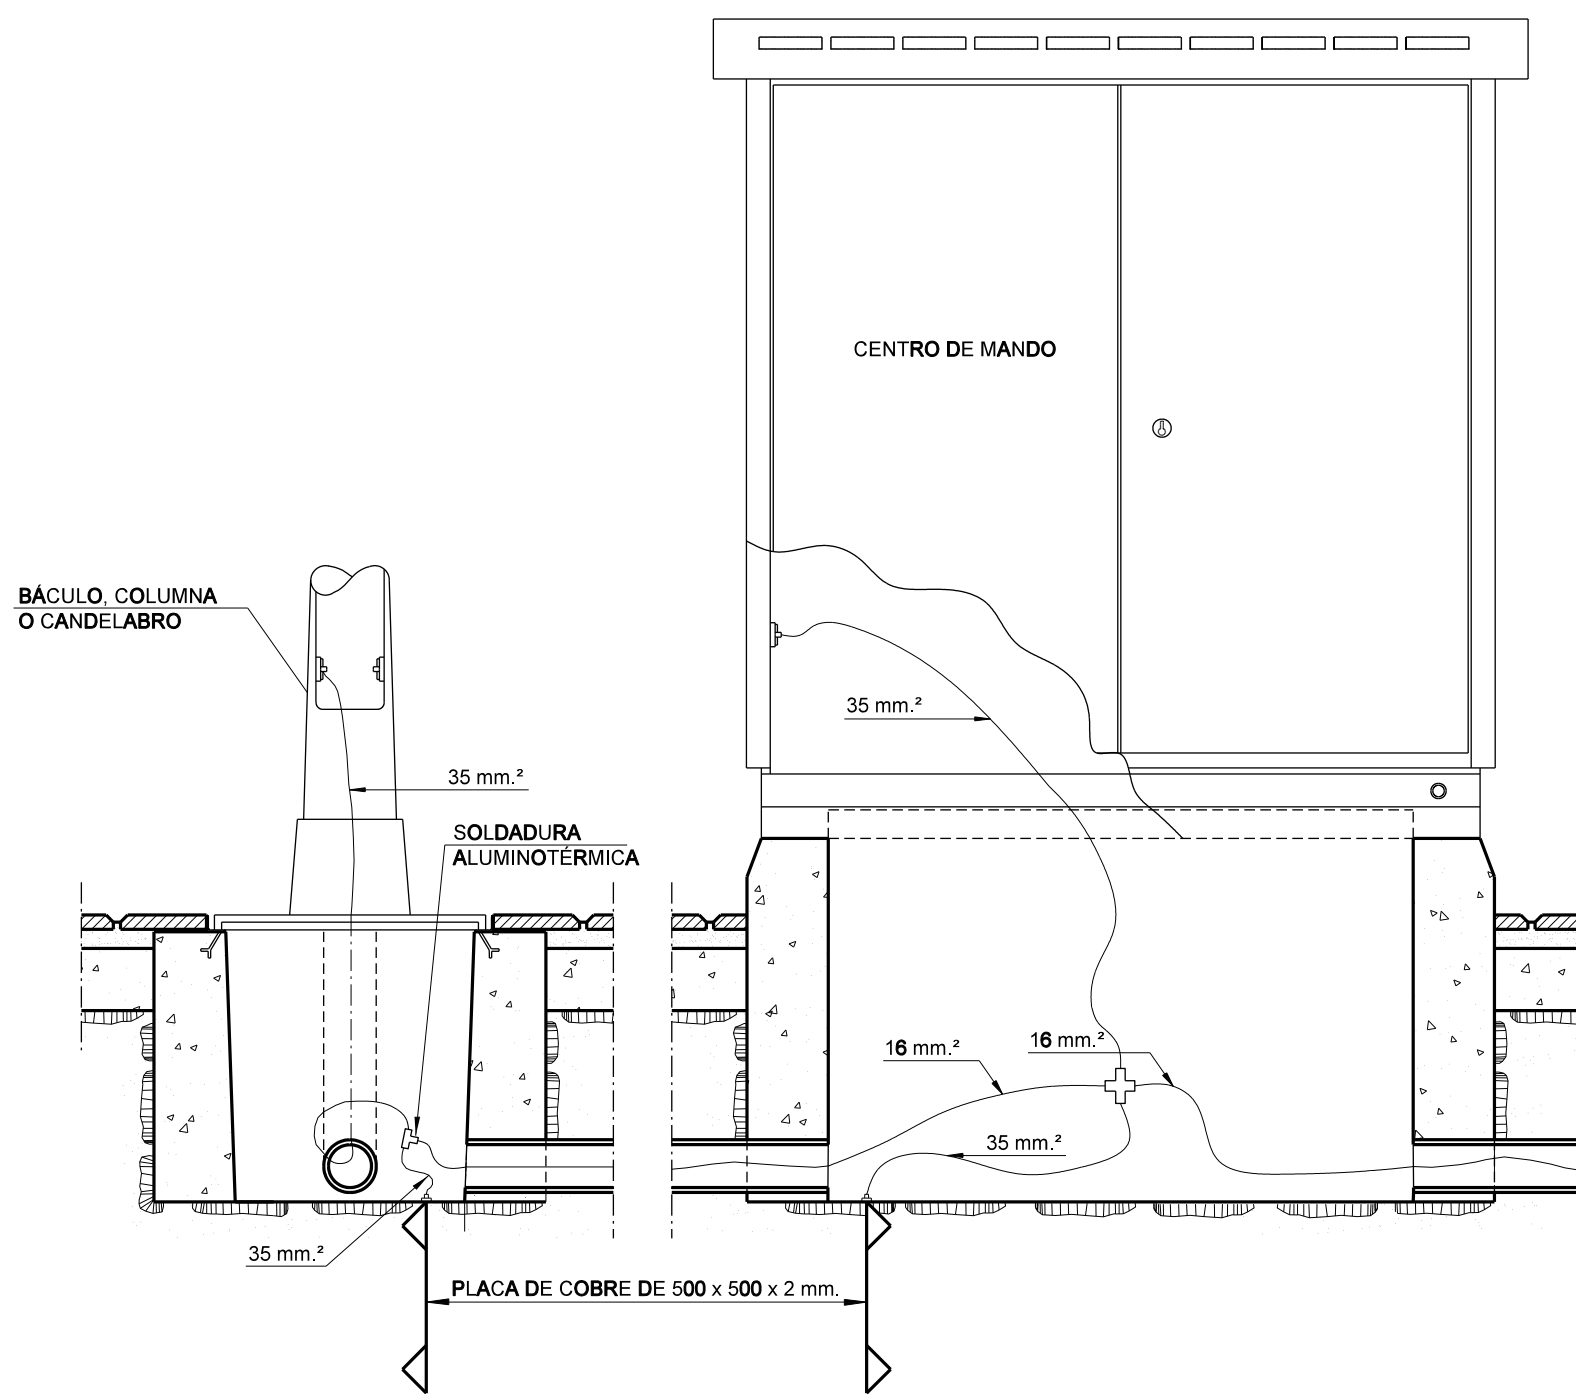 CENTRO DE MANDO
BÁCULO, COLUMNA
O CANDELABRO
35 mm.²
35 mm.²
SOLDADURA
ALUMINOTÉRMICA
16 mm.²
16 mm.²
35 mm.²
35 mm.²
PLACA DE COBRE DE 500 x 500 x 2 mm.